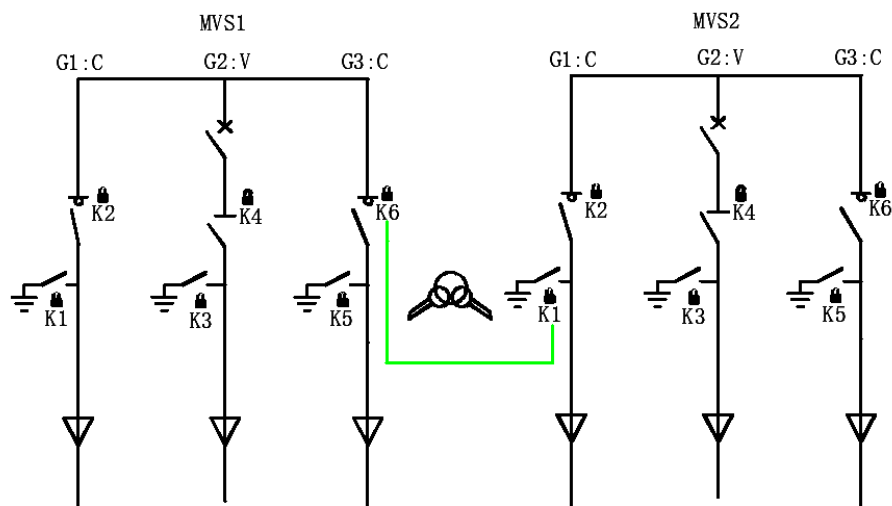 MVS1
MVS2
G1:C G2:V G3:C
G1:C G2:V G3:C
K2 K4 K6
K2 K4 K6
K1 K3 K5
K1 K3 K5